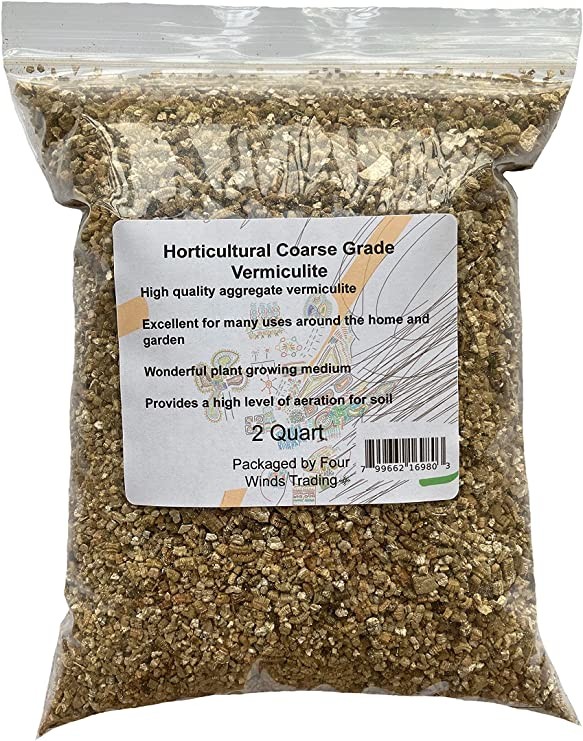 Horticultural Coarse Grade
Vermiculite
High quality aggregate vermiculite
Excellent for many uses around the home and
garden
Wonderful plant growing medium
Provides a high level of aeration for soil
2 Quart
Packaged by Four
Winds Trading
7 99662 16980 3